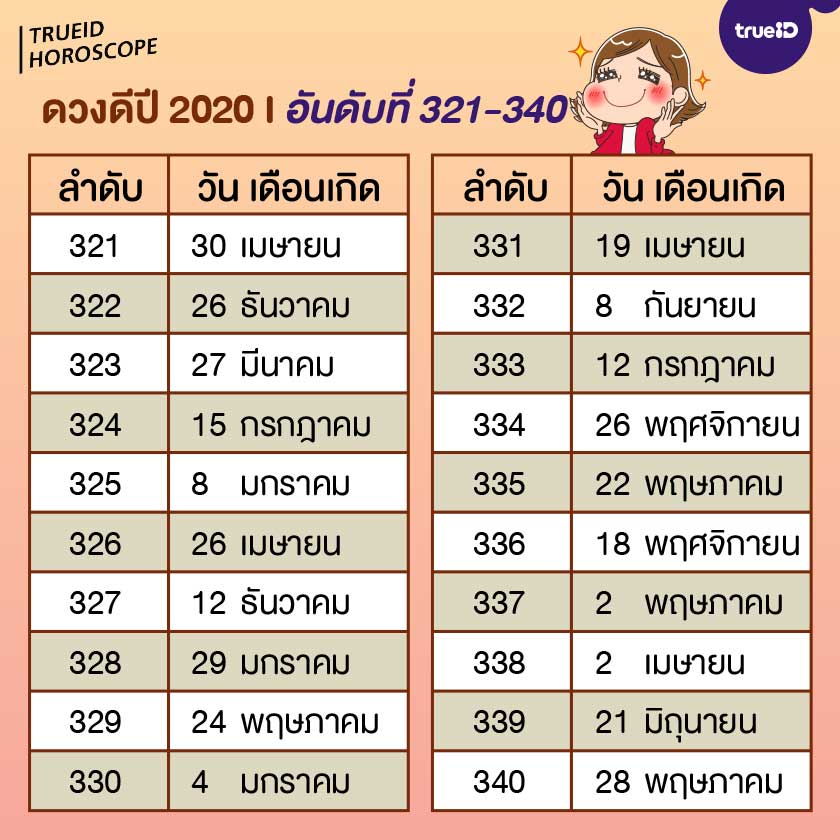 TRUEID
HOROSCOPE
trueiD
ดวงดีปี 2020 | อันดับที่ 321-340
ลำดับ วัน เดือนเกิด
321 30 เมษายน
322 26 ธันวาคม
323 27 มีนาคม
324 15 กรกฎาคม
325 8 มกราคม
326 26 เมษายน
327 12 ธันวาคม
328 29 มกราคม
329 24 พฤษภาคม
330 4 มกราคม
ลำดับ วัน เดือนเกิด
331 19 เมษายน
332 8 กันยายน
333 12 กรกฎาคม
334 26 พฤศจิกายน
335 22 พฤษภาคม
336 18 พฤศจิกายน
337 2 พฤษภาคม
338 2 เมษายน
339 21 มิถุนายน
340 28 พฤษภาคม